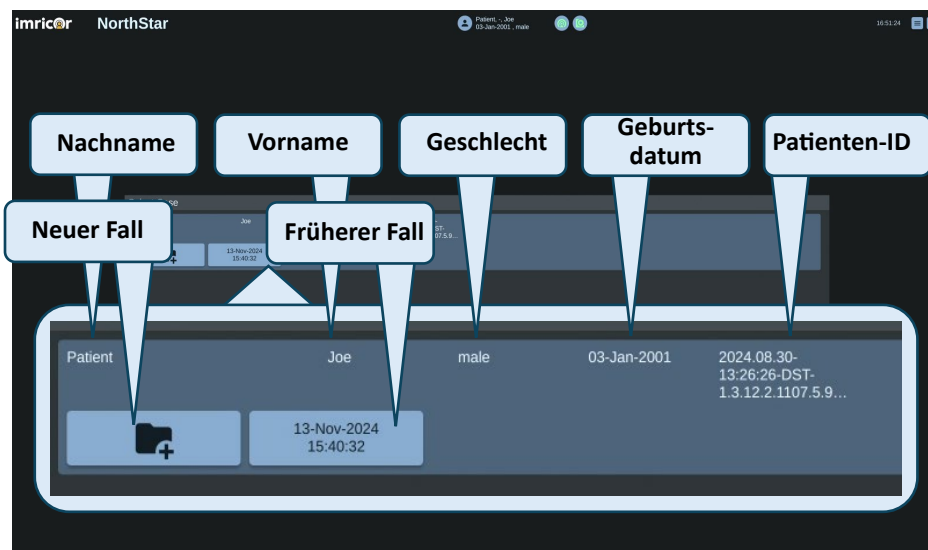 imricor NorthStar
Patient, -, Joe
03-Jan-2001 , male
16:51:24
Nachname
Vorname
Geschlecht
Geburts-
datum
Patienten-ID
Neuer Fall
Früherer Fall
Joe
13-Nov-2024
15:40:32
Patient
Joe
male
03-Jan-2001
2024.08.30-
13:26:26-DST-
1.3.12.2.1107.5.9...
13-Nov-2024
15:40:32